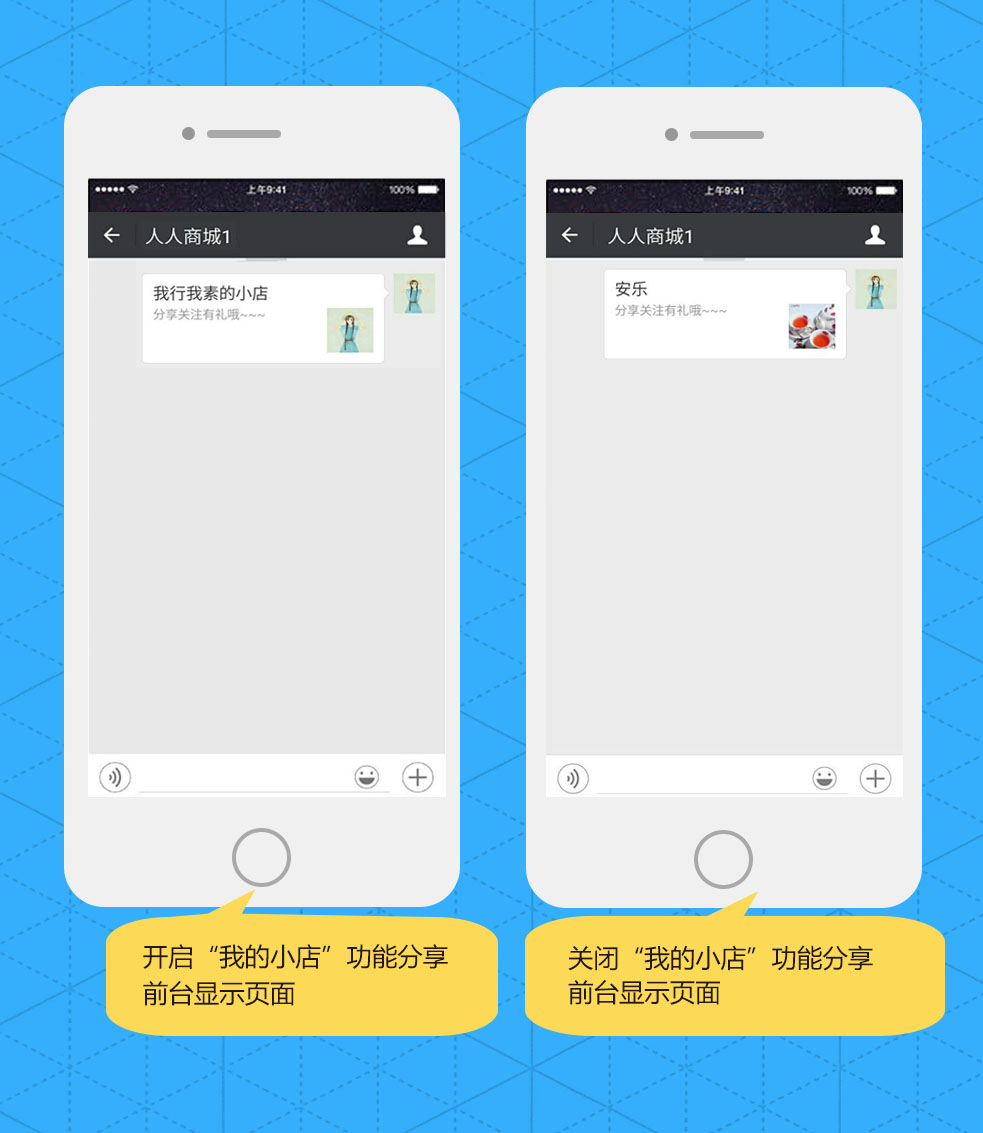 上午9:41
100%
人人商城1
我行我素的小店
分享关注有礼哦~~~
上午9:41
100%
人人商城1
安乐
分享关注有礼哦~~~
开启“我的小店”功能分享
前台显示页面
关闭“我的小店”功能分享
前台显示页面